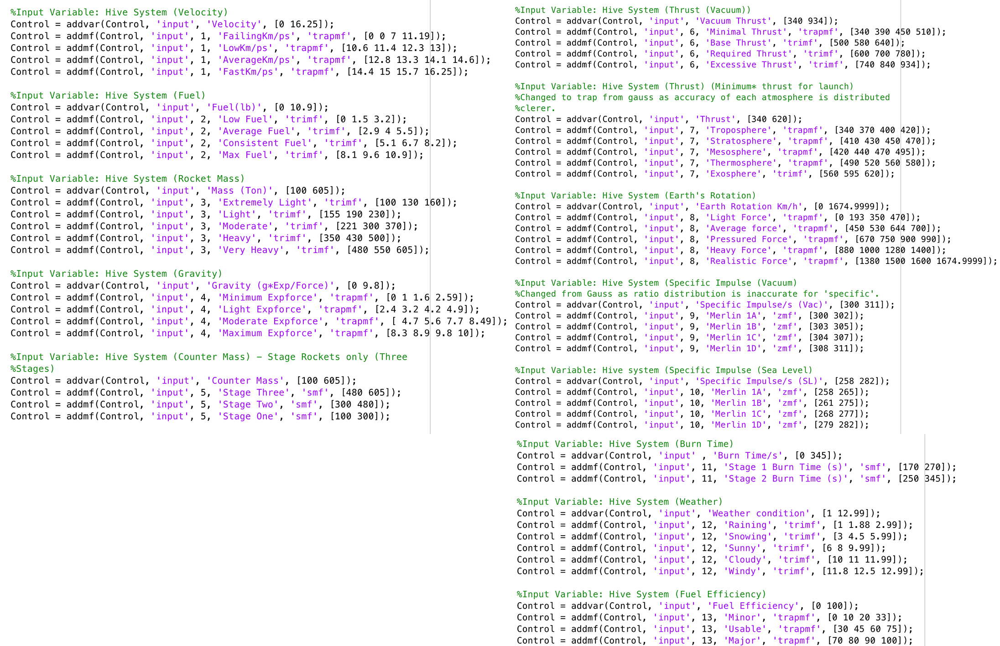 %Input Variable: Hive System (Velocity)
Control = addvar(Control, 'input', 'Velocity', [0 16.25]);
Control = addmf(Control, 'input', 1, 'FailingKm/ps', 'trapmf', [0 0 7 11.19]);
Control = addmf(Control, 'input', 1, 'LowKm/ps', 'trapmf', [10.6 11.4 12.3 13]);
Control = addmf(Control, 'input', 1, 'AverageKm/ps', 'trapmf', [12.8 13.3 14.1 14.6]);
Control = addmf(Control, 'input', 1, 'FastKm/ps', 'trapmf', [14.4 15 15.7 16.25]);
%Input Variable: Hive System (Fuel)
Control = addvar(Control, 'input', 'Fuel(lb)', [0 10.9]);
Control = addmf(Control, 'input', 2, 'Low Fuel', 'trimf', [0 1.5 3.2]);
Control = addmf(Control, 'input', 2, 'Average Fuel', 'trimf', [2.9 4 5.5]);
Control = addmf(Control, 'input', 2, 'Consistent Fuel', 'trimf', [5.1 6.7 8.2]);
Control = addmf(Control, 'input', 2, 'Max Fuel', 'trimf', [8.1 9.6 10.9]);
%Input Variable: Hive System (Rocket Mass)
Control = addvar(Control, 'input', 'Mass (Ton)', [100 605]);
Control = addmf(Control, 'input', 3, 'Extremely Light', 'trimf', [100 130 160]);
Control = addmf(Control, 'input', 3, 'Light', 'trimf', [155 190 230]);
Control = addmf(Control, 'input', 3, 'Moderate', 'trimf', [221 300 370]);
Control = addmf(Control, 'input', 3, 'Heavy', 'trimf', [350 430 500]);
Control = addmf(Control, 'input', 3, 'Very Heavy', 'trimf', [480 550 605]);
%Input Variable: Hive System (Gravity)
Control = addvar(Control, 'input', 'Gravity (g*Exp/Force)', [0 9.8]);
Control = addmf(Control, 'input', 4, 'Minimum Expforce', 'trapmf', [0 1 1.6 2.59]);
Control = addmf(Control, 'input', 4, 'Light Expforce', 'trapmf', [2.4 3.2 4.2 4.9]);
Control = addmf(Control, 'input', 4, 'Moderate Expforce', 'trapmf', [ 4.7 5.6 7.7 8.49]);
Control = addmf(Control, 'input', 4, 'Maximum Expforce', 'trapmf', [8.3 8.9 9.8 10]);
%Input Variable: Hive System (Counter Mass) – Stage Rockets only (Three
%Stages)
Control = addvar(Control, 'input', 'Counter Mass', [100 605]);
Control = addmf(Control, 'input', 5, 'Stage Three', 'smf', [480 605]);
Control = addmf(Control, 'input', 5, 'Stage Two', 'smf', [300 480]);
Control = addmf(Control, 'input', 5, 'Stage One', 'smf', [100 300]);
%Input Variable: Hive System (Thrust (Vacuum))
Control = addvar(Control, 'input', 'Vacuum Thrust', [340 934]);
Control = addmf(Control, 'input', 6, 'Minimal Thrust', 'trapmf', [340 390 450 510]);
Control = addmf(Control, 'input', 6, 'Base Thrust', 'trimf', [500 580 640]);
Control = addmf(Control, 'input', 6, 'Required Thrust', 'trimf', [600 700 780]);
Control = addmf(Control, 'input', 6, 'Excessive Thrust', 'trimf', [740 840 934]);
%Input Variable: Hive System (Thrust) (Minimum* thrust for launch)
%Changed to trap from gauss as accuracy of each atmosphere is distributed
%clerer.
Control = addvar(Control, 'input', 'Thrust', [340 620]);
Control = addmf(Control, 'input', 7, 'Troposphere', 'trapmf', [340 370 400 420]);
Control = addmf(Control, 'input', 7, 'Stratosphere', 'trapmf', [410 430 450 470]);
Control = addmf(Control, 'input', 7, 'Mesosphere', 'trapmf', [420 440 470 495]);
Control = addmf(Control, 'input', 7, 'Thermosphere', 'trapmf', [490 520 560 580]);
Control = addmf(Control, 'input', 7, 'Exosphere', 'trimf', [560 595 620]);
%Input Variable: Hive System (Earth's Rotation)
Control = addvar(Control, 'input', 'Earth Rotation Km/h', [0 1674.9999]);
Control = addmf(Control, 'input', 8, 'Light Force', 'trapmf', [0 193 350 470]);
Control = addmf(Control, 'input', 8, 'Average force', 'trapmf', [450 530 644 700]);
Control = addmf(Control, 'input', 8, 'Pressured Force', 'trapmf', [670 750 900 990]);
Control = addmf(Control, 'input', 8, 'Heavy Force', 'trapmf', [880 1000 1280 1400]);
Control = addmf(Control, 'input', 8, 'Realistic Force', 'trapmf', [1380 1500 1600 1674.9999]);
%Input Variable: Hive System (Specific Impulse (Vacuum)
%Changed from Gauss as ratio distribution is inaccurate for 'specific'.
Control = addvar(Control, 'input', 'Specific Impulse/s (Vac)', [300 311]);
Control = addmf(Control, 'input', 9, 'Merlin 1A', 'zmf', [300 302]);
Control = addmf(Control, 'input', 9, 'Merlin 1B', 'zmf', [303 305]);
Control = addmf(Control, 'input', 9, 'Merlin 1C', 'zmf', [304 307]);
Control = addmf(Control, 'input', 9, 'Merlin 1D', 'zmf', [308 311]);
%Input Variable: Hive system (Specific Impulse (Sea Level)
Control = addvar(Control, 'input', 'Specific Impulse/s (SL)', [258 282]);
Control = addmf(Control, 'input', 10, 'Merlin 1A', 'zmf', [258 265]);
Control = addmf(Control, 'input', 10, 'Merlin 1B', 'zmf', [261 275]);
Control = addmf(Control, 'input', 10, 'Merlin 1C', 'zmf', [268 277]);
Control = addmf(Control, 'input', 10, 'Merlin 1D', 'zmf', [279 282]);
%Input Variable: Hive System (Burn Time)
Control = addvar(Control, 'input' , 'Burn Time/s', [0 345]);
Control = addmf(Control, 'input', 11, 'Stage 1 Burn Time (s)', 'smf', [170 270]);
Control = addmf(Control, 'input', 11, 'Stage 2 Burn Time (s)', 'smf', [250 345]);
%Input Variable: Hive System (Weather)
Control = addvar(Control, 'input', 'Weather condition', [1 12.99]);
Control = addmf(Control, 'input', 12, 'Raining', 'trimf', [1 1.88 2.99]);
Control = addmf(Control, 'input', 12, 'Snowing', 'trimf', [3 4.5 5.99]);
Control = addmf(Control, 'input', 12, 'Sunny', 'trimf', [6 8 9.99]);
Control = addmf(Control, 'input', 12, 'Cloudy', 'trimf', [10 11 11.99]);
Control = addmf(Control, 'input', 12, 'Windy', 'trimf', [11.8 12.5 12.99]);
%Input Variable: Hive System (Fuel Efficiency)
Control = addvar(Control, 'input', 'Fuel Efficiency', [0 100]);
Control = addmf(Control, 'input', 13, 'Minor', 'trapmf', [0 10 20 33]);
Control = addmf(Control, 'input', 13, 'Usable', 'trapmf', [30 45 60 75]);
Control = addmf(Control, 'input', 13, 'Major', 'trapmf', [70 80 90 100]);